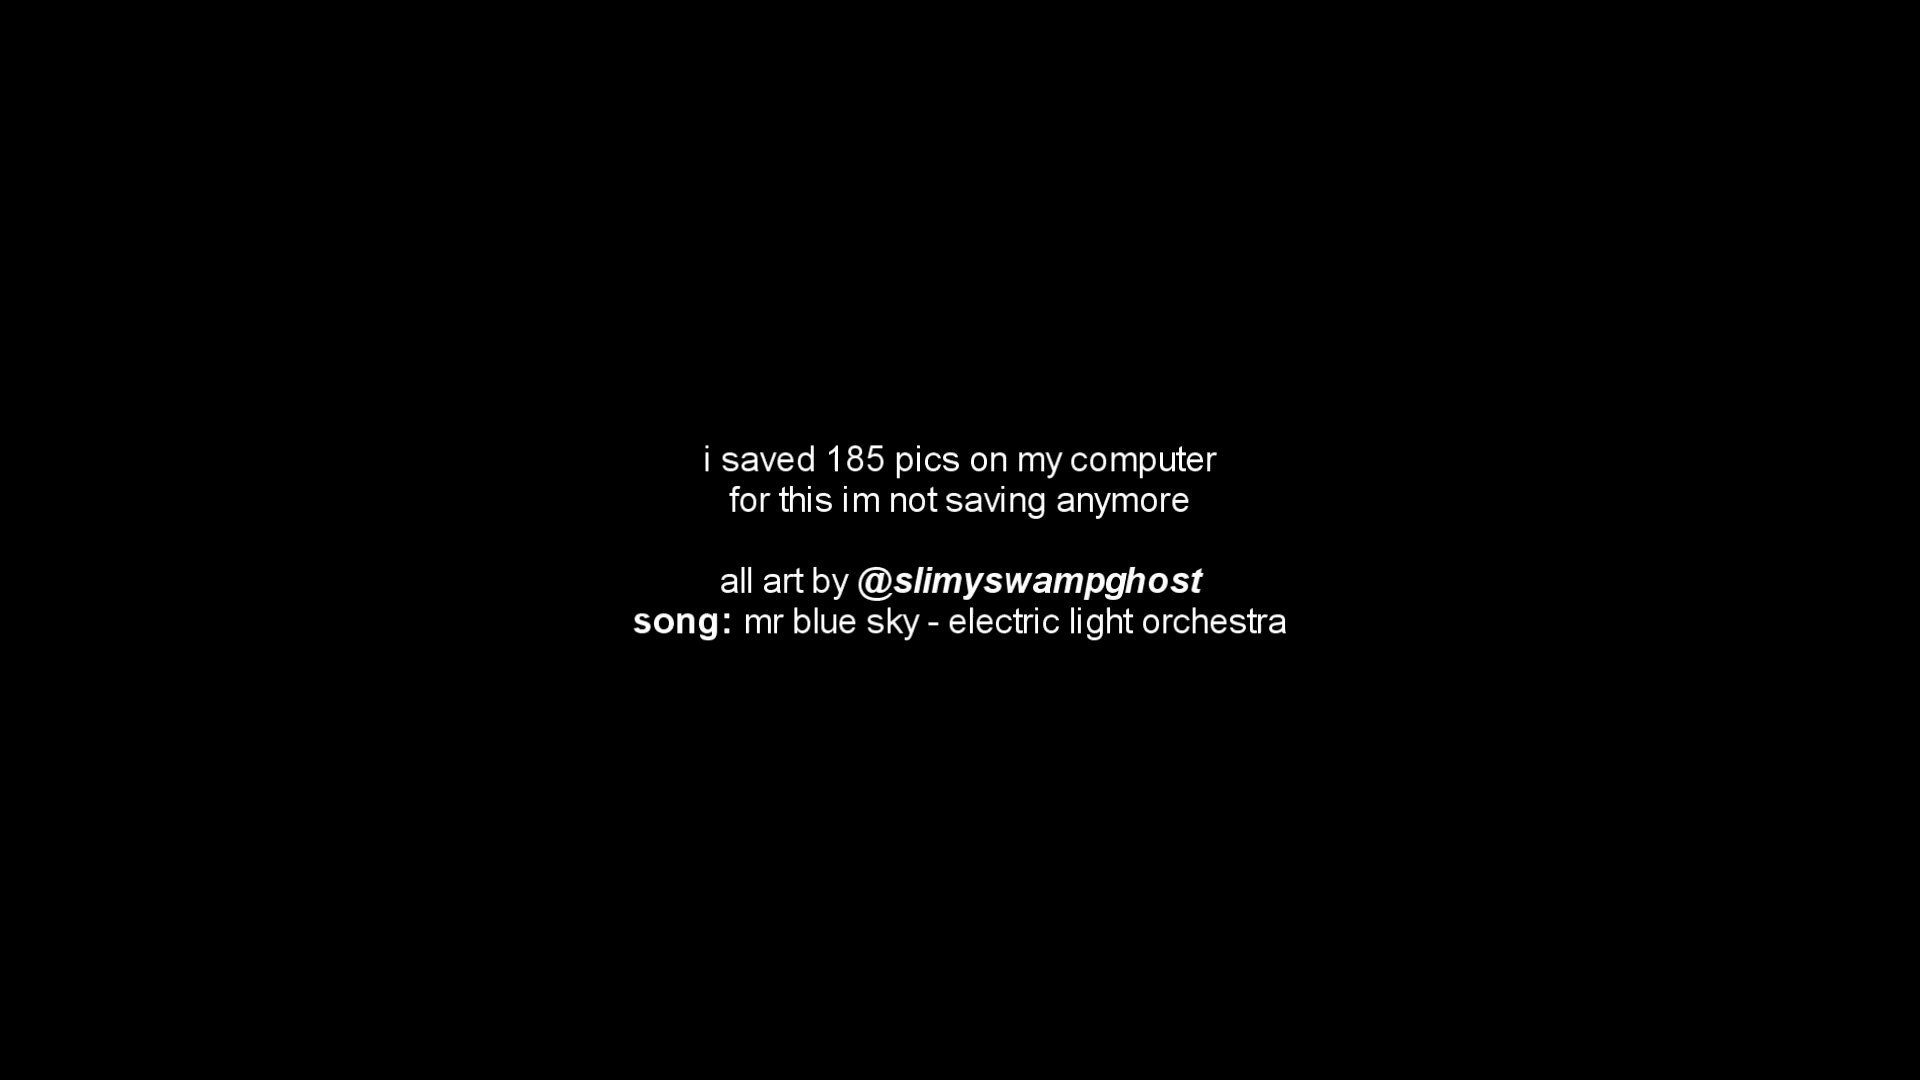 i saved 185 pics on my computer
for this im not saving anymore
all art by @slimyswampghost
song: mr blue sky - electric light orchestra